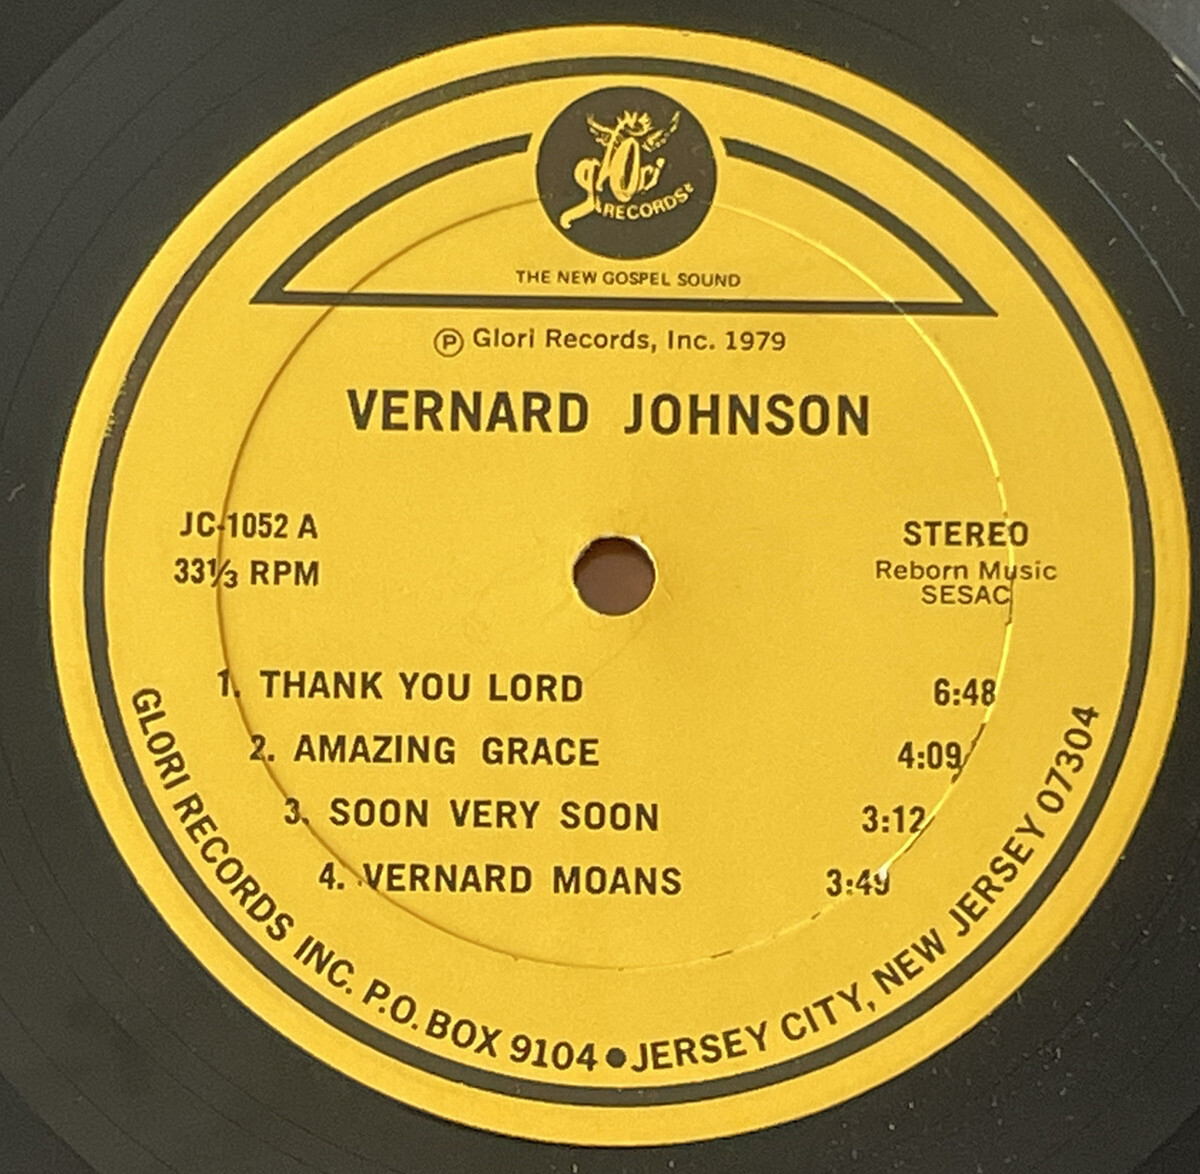 glOri
RECORDS
THE NEW GOSPEL SOUND
Ⓟ Glori Records, Inc. 1979
VERNARD JOHNSON
JC-1052 A
33⅓ RPM
STEREO
Reborn Music
SESAC
1. THANK YOU LORD 6:48
2. AMAZING GRACE 4:09
3. SOON VERY SOON 3:12
4. VERNARD MOANS 3:49
GLORI RECORDS INC. P.O. BOX 9104 ● JERSEY CITY, NEW JERSEY 07304